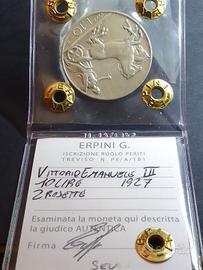 ERPINI G.
ISCRIZIONE RUOLO PERITI
TREVISO N. PE/A/181
VITTORIO EMANUELE III
10 LIRE 1927
2 ROSETTE
Esaminata la moneta qui descritta
la giudico AUTENTICA
Firma